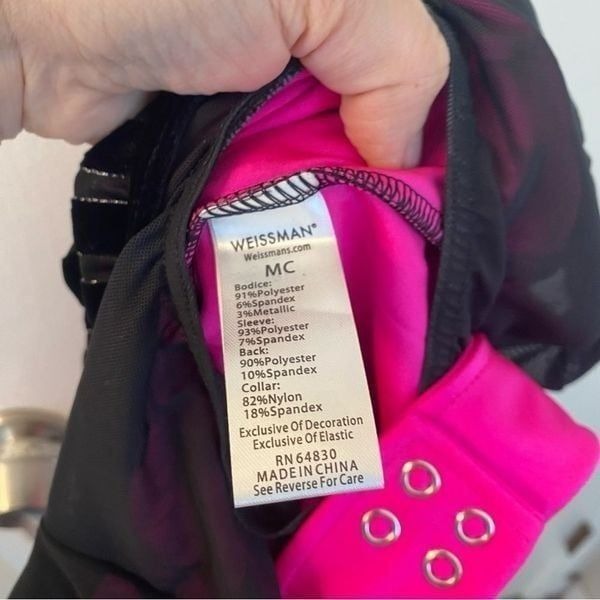 WEISSMAN®
Weissmans.com
MC
Bodice:
91%Polyester
6%Spandex
3%Metallic
Sleeve:
93%Polyester
7%Spandex
Back:
90%Polyester
10%Spandex
Collar:
82%Nylon
18%Spandex
Exclusive Of Decoration
Exclusive Of Elastic
RN 64830
MADE IN CHINA
See Reverse For Care